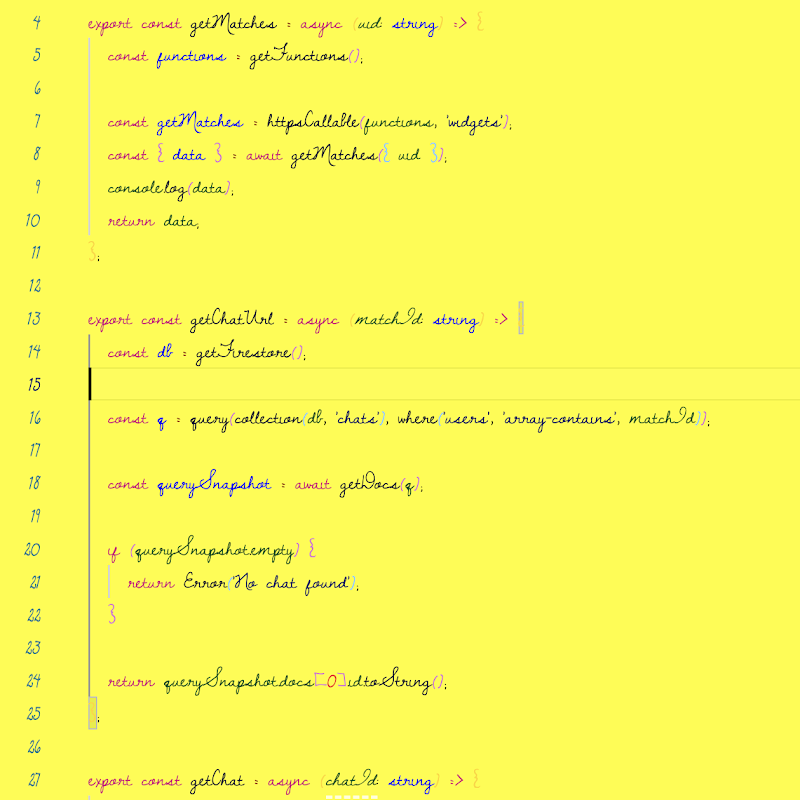 4 export const getMatches = async (uid: string) => {
5 const functions = getFunctions();
6
7 const getMatches = httpsCallable(functions, 'widgets');
8 const { data } = await getMatches({ uid });
9 console.log(data);
10 return data;
11 };
12
13 export const getChatUrl = async (matchId: string) => {
14 const db = getFirestore();
15
16 const q = query(collection(db, 'chats'), where('users', 'array-contains', matchId));
17
18 const querySnapshot = await getDocs(q);
19
20 if (querySnapshot.empty) {
21 return Error('No chat found');
22 }
23
24 return querySnapshot.docs[0].id.toString();
25 };
26
27 export const getChat = async (chatId: string) => {